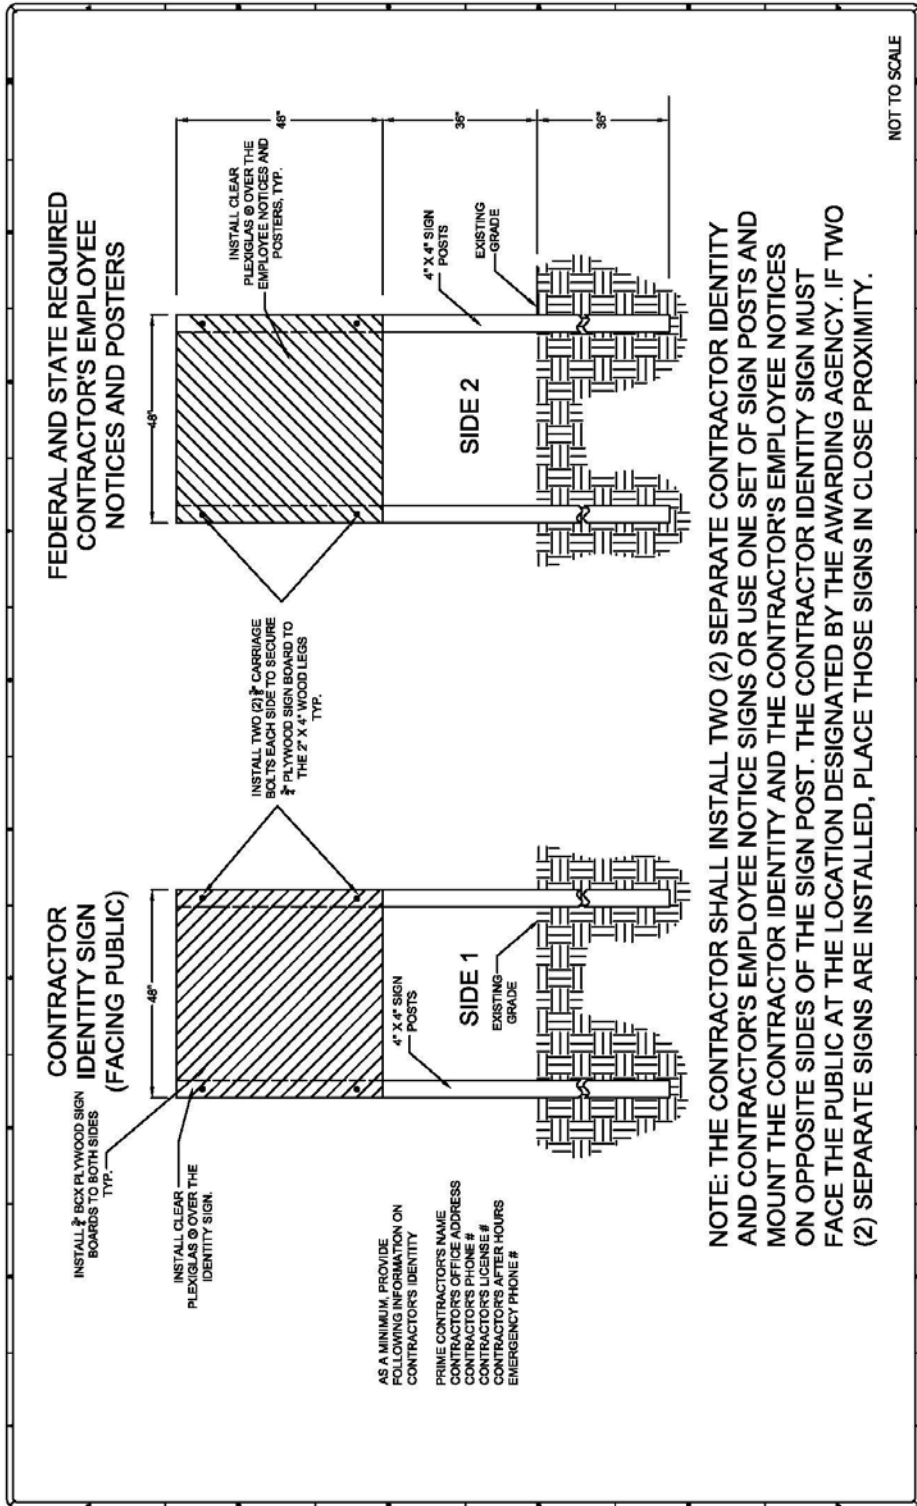 CONTRACTOR
IDENTITY SIGN
(FACING PUBLIC)
INSTALL BCX PLYWOOD SIGN
BOARDS TO BOTH SIDES
TYP.
INSTALL CLEAR
PLEXIGLAS ® OVER THE
IDENTITY SIGN.
48"
4" X 4" SIGN
POSTS
SIDE 1
EXISTING
GRADE
AS A MINIMUM, PROVIDE
FOLLOWING INFORMATION ON
CONTRACTOR'S IDENTITY
PRIME CONTRACTOR'S NAME
CONTRACTOR'S OFFICE ADDRESS
CONTRACTOR'S PHONE #
CONTRACTOR'S LICENSE #
CONTRACTOR'S AFTER HOURS
EMERGENCY PHONE #
INSTALL TWO (2) CARRIAGE
BOLTS EACH SIDE TO SECURE
PLYWOOD SIGN BOARD TO
THE 2" X 4" WOOD LEGS
TYP.
FEDERAL AND STATE REQUIRED
CONTRACTOR'S EMPLOYEE
NOTICES AND POSTERS
48"
INSTALL CLEAR
PLEXIGLAS ® OVER THE
EMPLOYEE NOTICES AND
POSTERS, TYP.
4" X 4" SIGN
POSTS
SIDE 2
EXISTING
GRADE
48"
36"
36"
NOTE: THE CONTRACTOR SHALL INSTALL TWO (2) SEPARATE CONTRACTOR IDENTITY
AND CONTRACTOR'S EMPLOYEE NOTICE SIGNS OR USE ONE SET OF SIGN POSTS AND
MOUNT THE CONTRACTOR IDENTITY AND THE CONTRACTOR'S EMPLOYEE NOTICES
ON OPPOSITE SIDES OF THE SIGN POST. THE CONTRACTOR IDENTITY SIGN MUST
FACE THE PUBLIC AT THE LOCATION DESIGNATED BY THE AWARDING AGENCY. IF TWO
(2) SEPARATE SIGNS ARE INSTALLED, PLACE THOSE SIGNS IN CLOSE PROXIMITY.
NOT TO SCALE